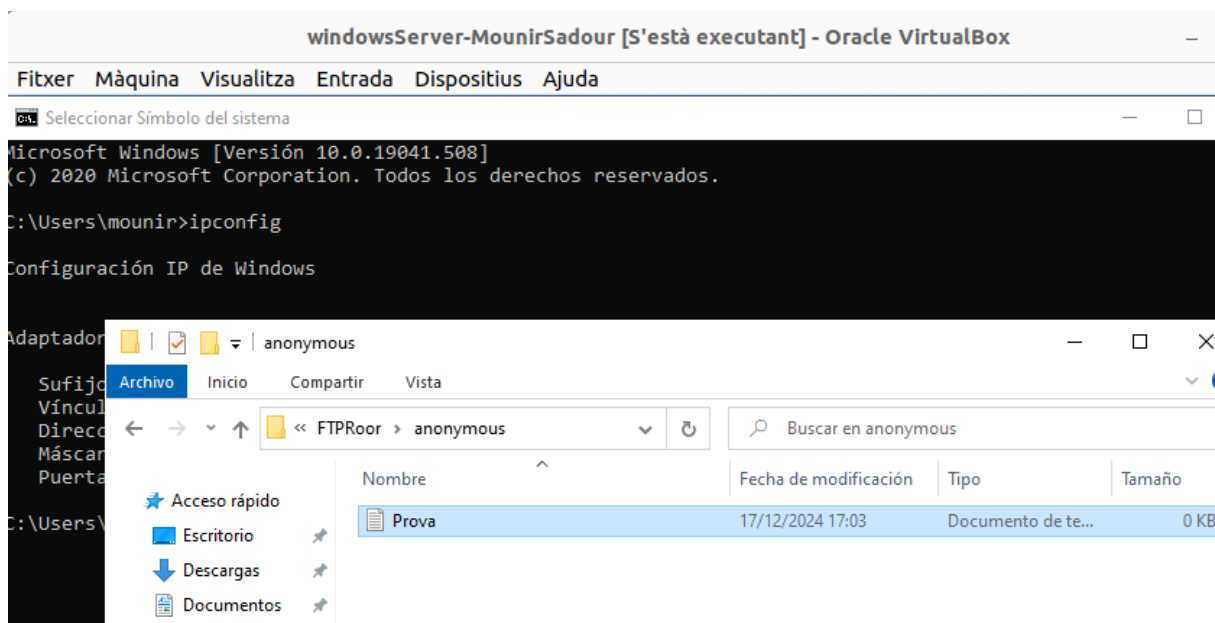 windowsServer-MounirSadour [S'està executant] - Oracle VirtualBox
Fitxer Màquina Visualitza Entrada Dispositius Ajuda
Seleccionar Símbolo del sistema
Microsoft Windows [Versión 10.0.19041.508]
(c) 2020 Microsoft Corporation. Todos los derechos reservados.
C:\Users\mounir>ipconfig
Configuración IP de Windows
Adaptador
anonymous
Archivo Inicio Compartir Vista
Sufijo
Víncul
Direcc
Máscar
Puerta
C:\Users\
« FTPRoor > anonymous
Buscar en anonymous
Nombre Fecha de modificación Tipo Tamaño
Acceso rápido
Prova 17/12/2024 17:03 Documento de te... 0 KB
Escritorio
Descargas
Documentos